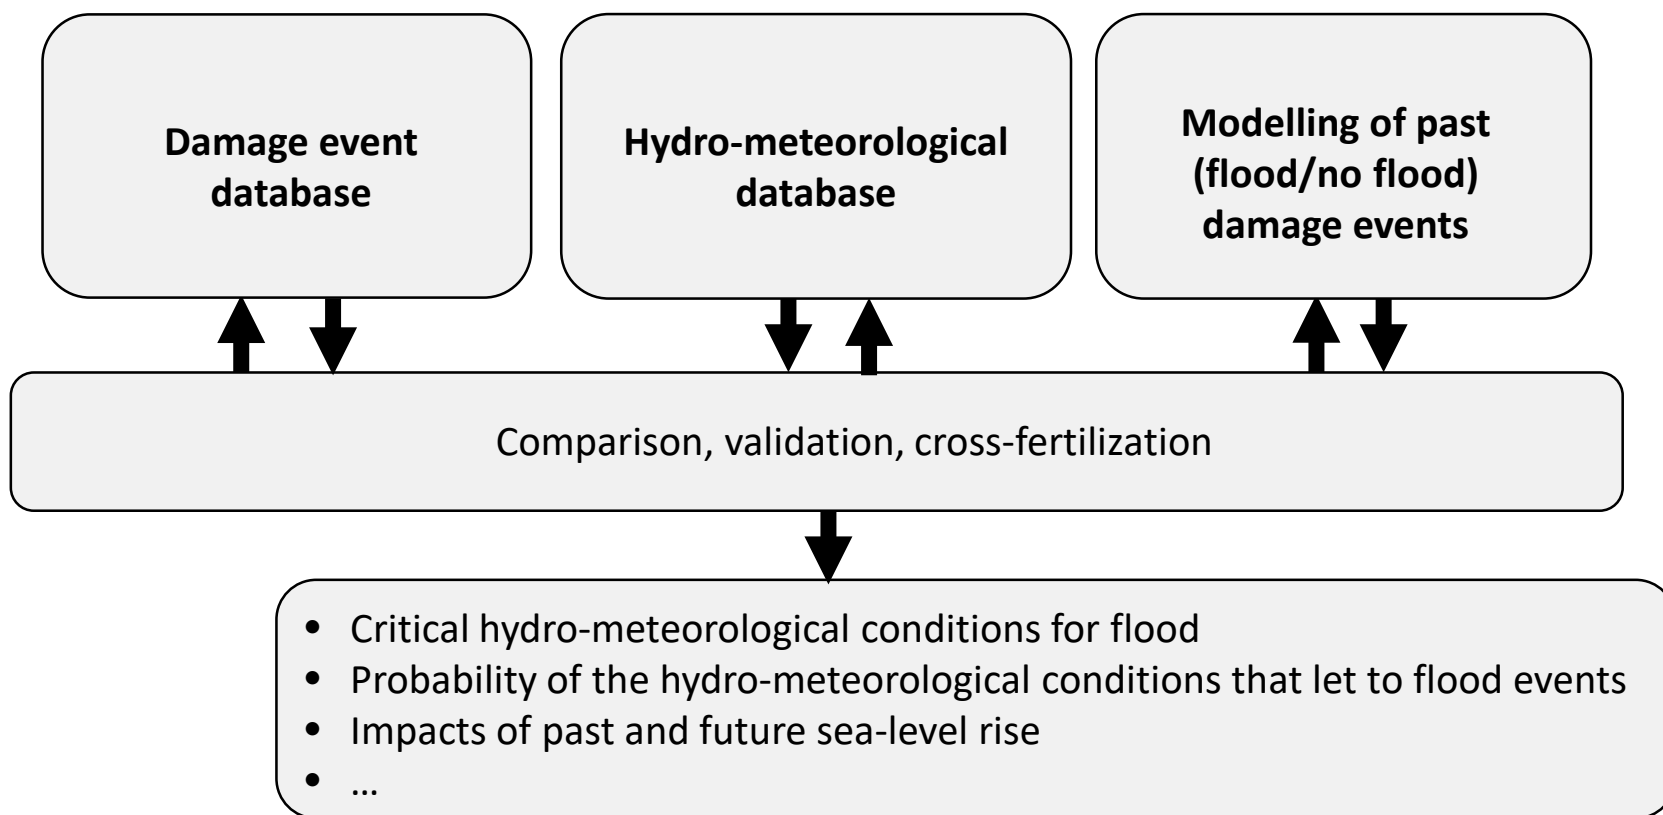 Damage event
database
Hydro-meteorological
database
Modelling of past
(flood/no flood)
damage events
Comparison, validation, cross-fertilization
• Critical hydro-meteorological conditions for flood
• Probability of the hydro-meteorological conditions that let to flood events
• Impacts of past and future sea-level rise
• ...